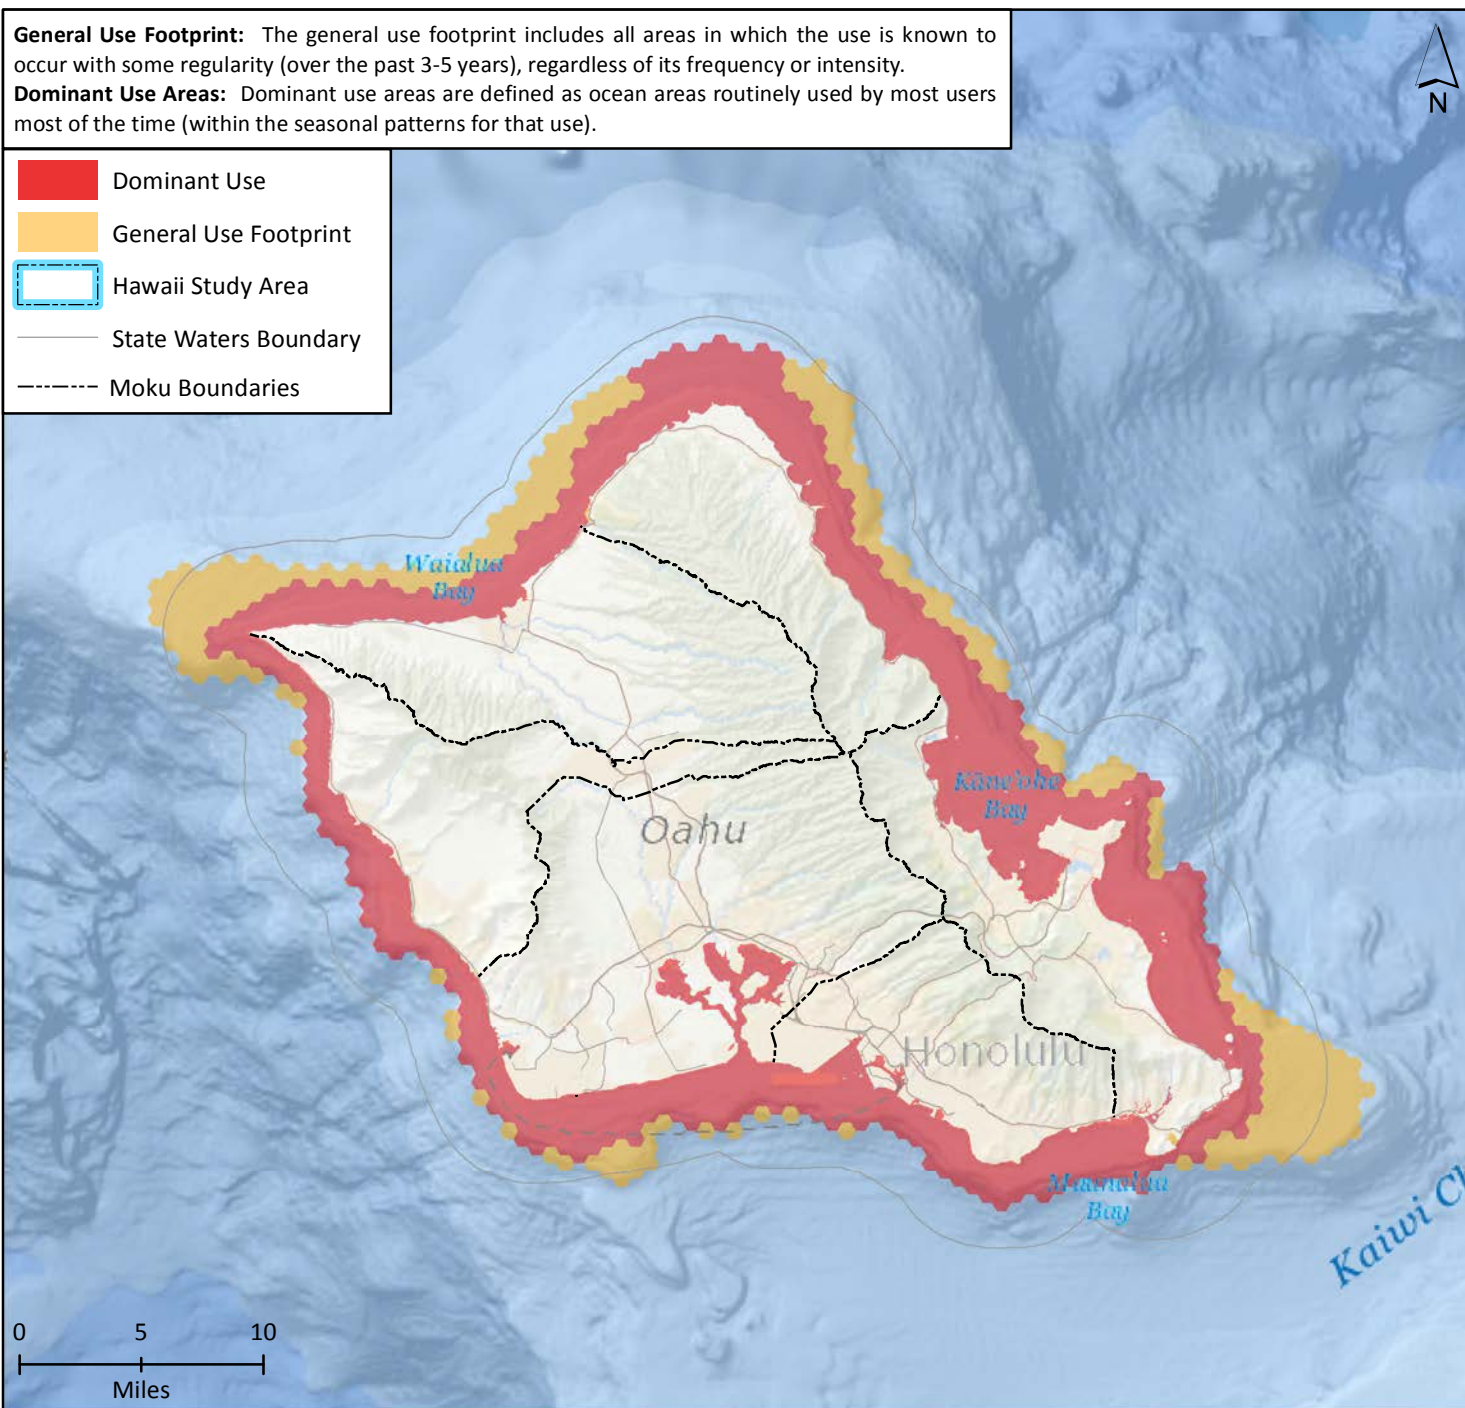 General Use Footprint: The general use footprint includes all areas in which the use is known to
occur with some regularity (over the past 3-5 years), regardless of its frequency or intensity.
Dominant Use Areas: Dominant use areas are defined as ocean areas routinely used by most users
most of the time (within the seasonal patterns for that use).
N
Dominant Use
General Use Footprint
Hawaii Study Area
State Waters Boundary
Moku Boundaries
Waialua
Bay
Kāne'ohe
Bay
Oahu
Honolulu
Maunalua
Bay
Kaiwi C
0 5 10
Miles